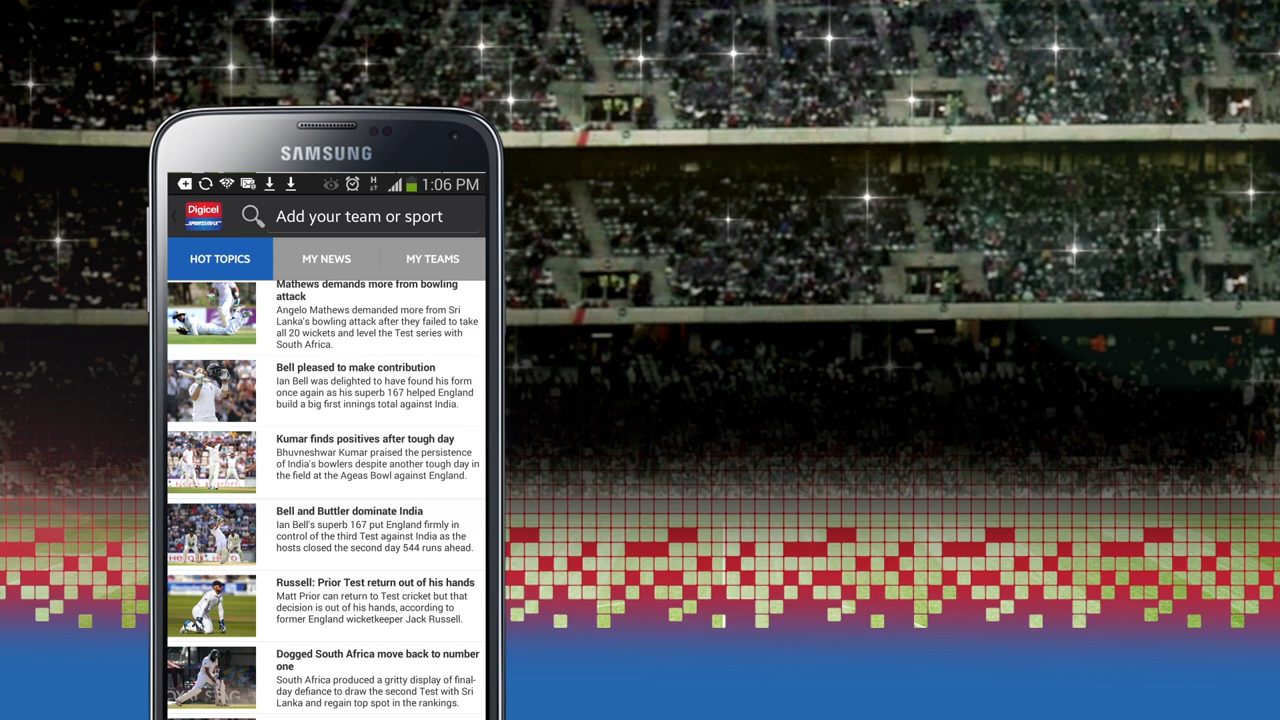 SAMSUNG
H
1:06 PM
Digicel
SPORTSMAX
Add your team or sport
HOT TOPICS
MY NEWS
MY TEAMS
Mathews demands more from bowling
attack
Angelo Mathews demanded more from Sri
Lanka's bowling attack after they failed to take
all 20 wickets and level the Test series with
South Africa.
Bell pleased to make contribution
Ian Bell was delighted to have found his form
once again as his superb 167 helped England
build a big first innings total against India.
Kumar finds positives after tough day
Bhuvneshwar Kumar praised the persistence
of India's bowlers despite another tough day in
the field at the Ageas Bowl against England.
Bell and Buttler dominate India
Ian Bell's superb 167 put England firmly in
control of the third Test against India as the
hosts closed the second day 544 runs ahead.
Russell: Prior Test return out of his hands
Matt Prior can return to Test cricket but that
decision is out of his hands, according to
former England wicketkeeper Jack Russell.
Dogged South Africa move back to number
one
South Africa produced a gritty display of final-
day defiance to draw the second Test with Sri
Lanka and regain top spot in the rankings.